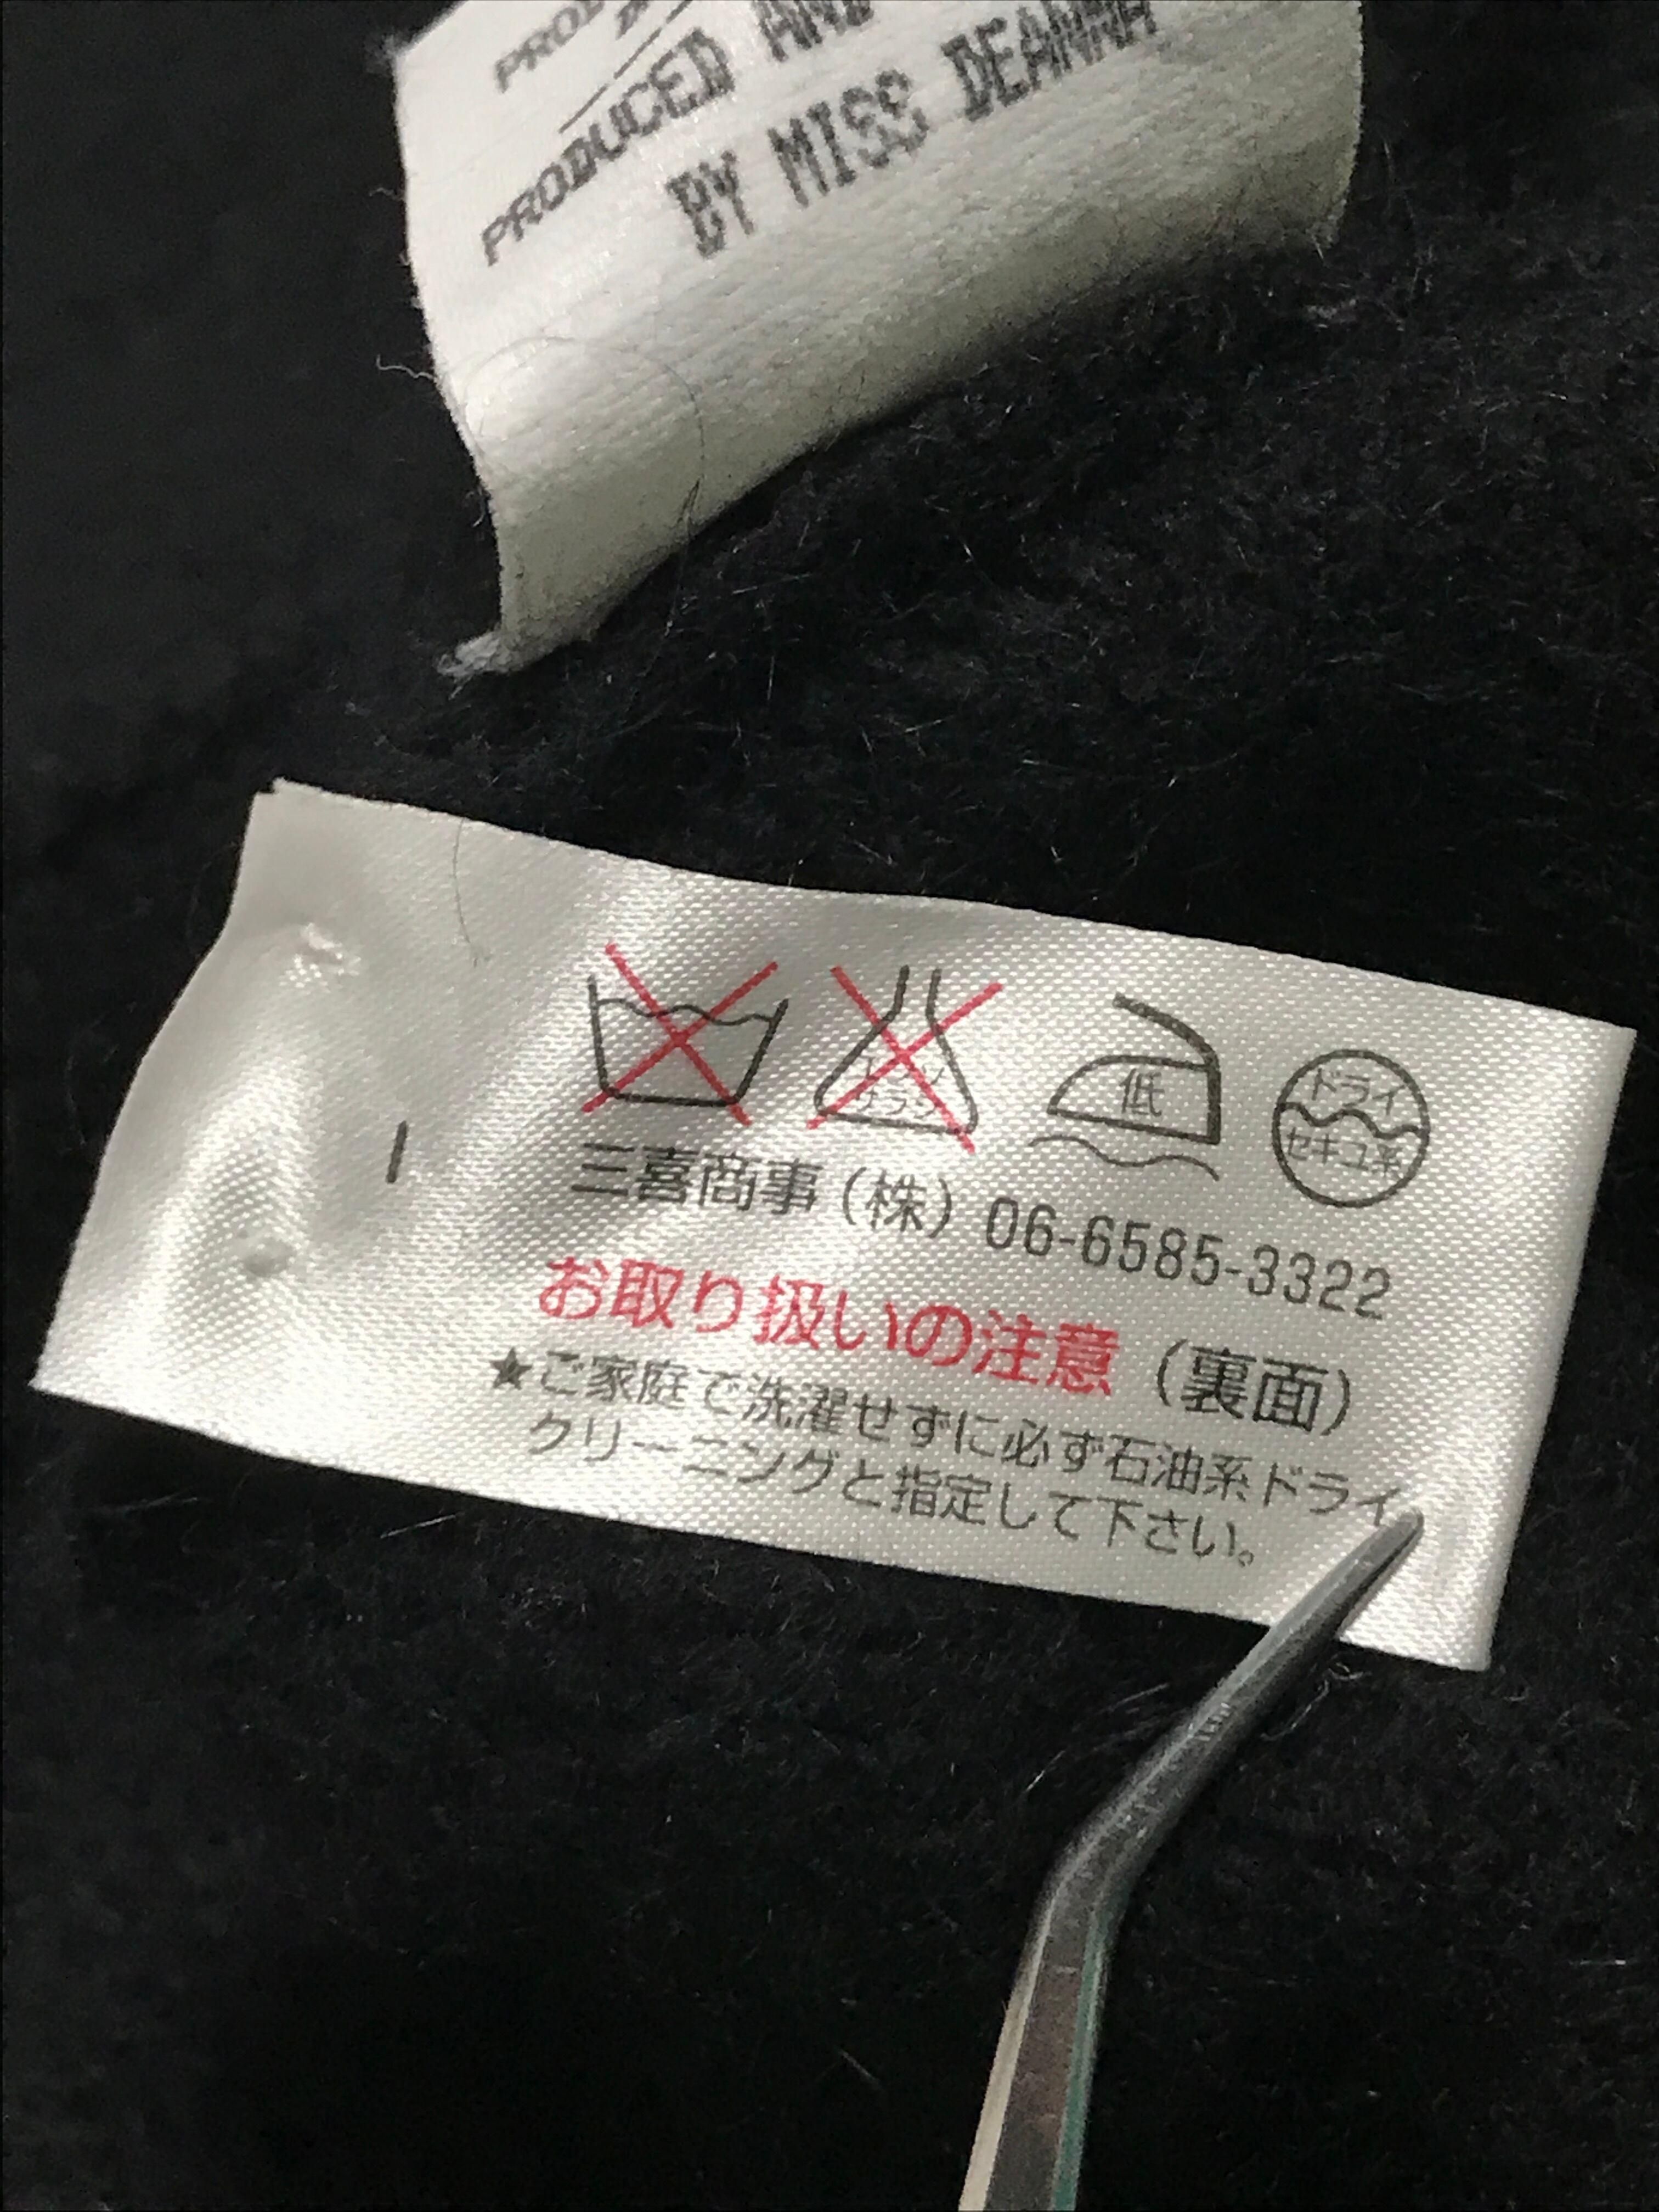 PRODUCED AND
BY MISS DEANNA
低
ドライ
セキユ系
三喜商事（株）06-6585-3322
お取り扱いの注意（裏面）
★ご家庭で洗濯せずに必ず石油系ドライ
クリーニングと指定して下さい。